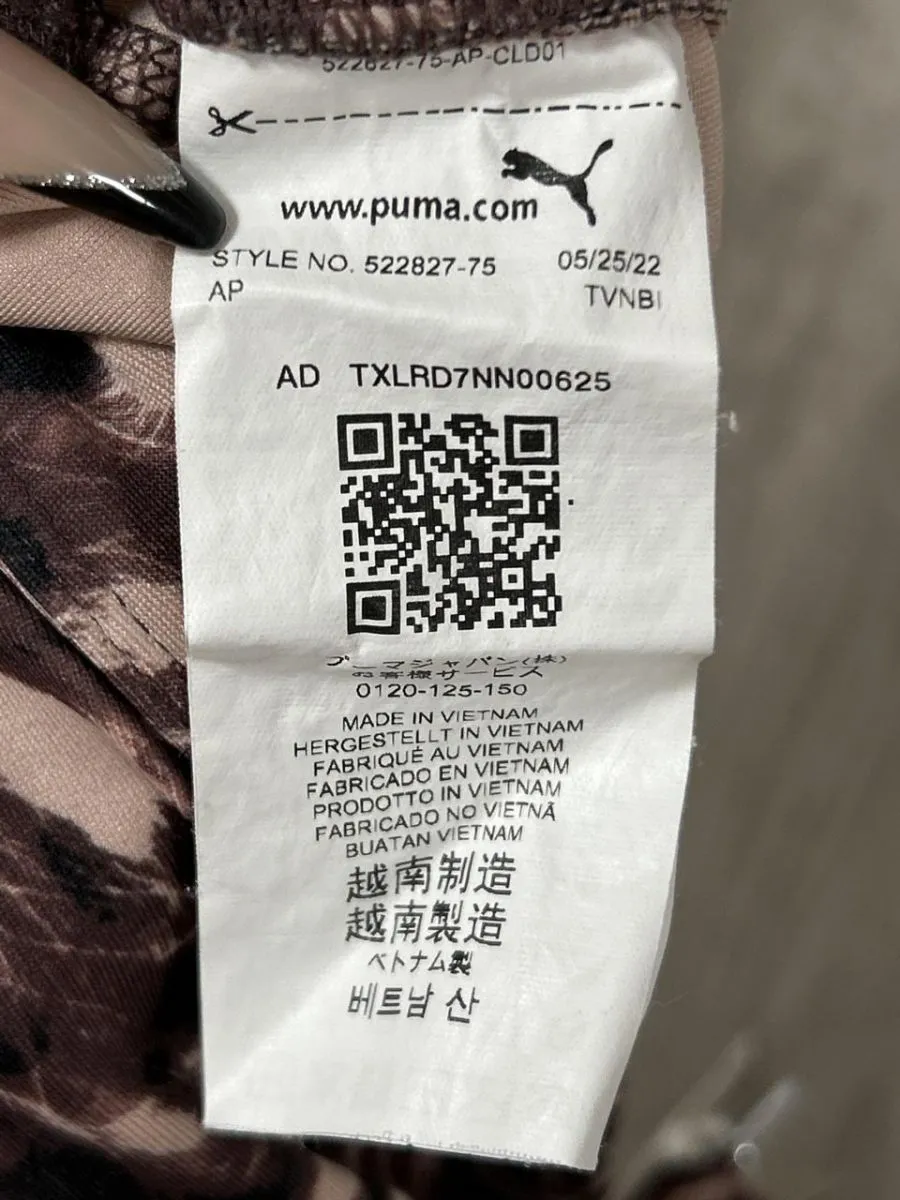 522827-75-AP-CLD01
www.puma.com
STYLE NO. 522827-75 05/25/22
AP TVNBI
AD TXLRD7NN00625
プーマジャパン(株)
お客様サービス
0120-125-150
MADE IN VIETNAM
HERGESTELLT IN VIETNAM
FABRIQUÉ AU VIETNAM
FABRICADO EN VIETNAM
PRODOTTO IN VIETNAM
FABRICADO NO VIETNÃ
BUATAN VIETNAM
越南制造
越南製造
ベトナム製
베트남 산